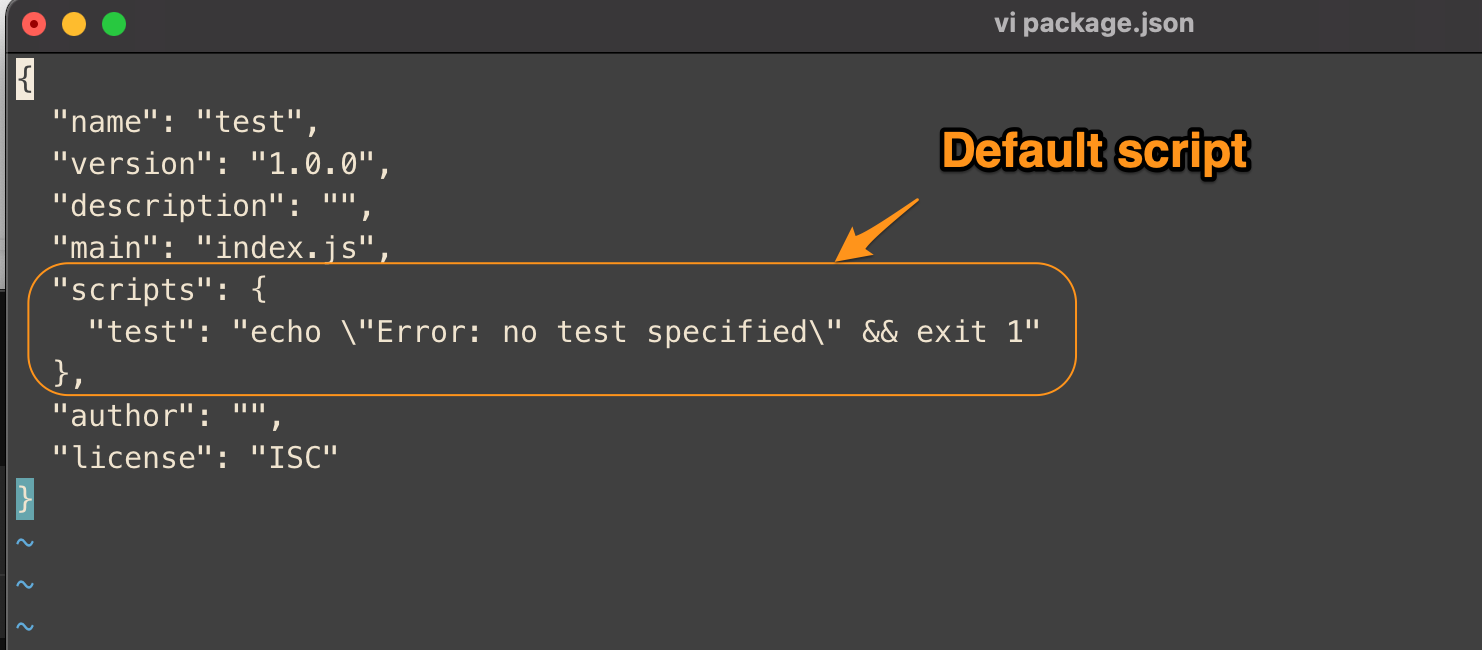 vi package.json
{
  "name": "test",
  "version": "1.0.0",
  "description": "",
  "main": "index.js",
  "scripts": {
    "test": "echo \"Error: no test specified\" && exit 1"
  },
  "author": "",
  "license": "ISC"
}
~
~
~
Default script